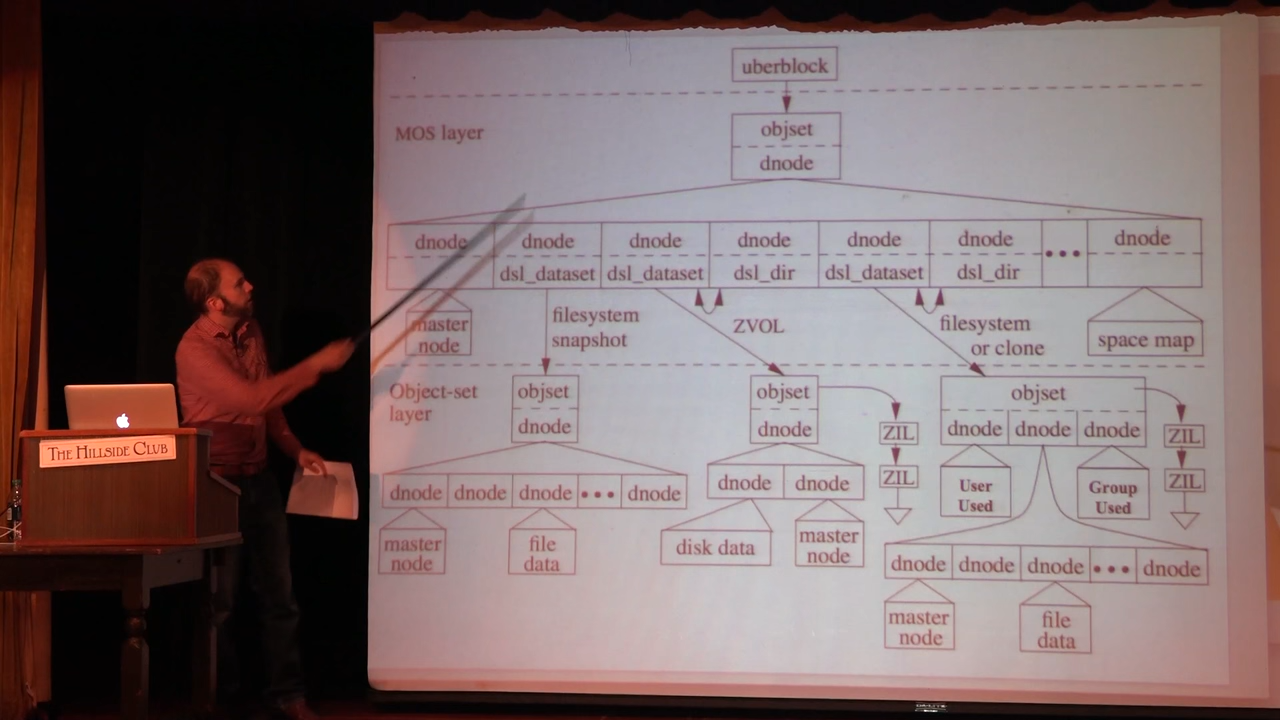 uberblock
MOS layer
objset
dnode
dnode dnode dnode dnode dnode dnode ••• dnode
dsl_dataset dsl_dataset dsl_dir dsl_dataset dsl_dir
master
node
filesystem
snapshot
ZVOL
filesystem
or clone
space map
Object-set
layer
objset
dnode
objset
dnode
ZIL
ZIL
objset
dnode dnode dnode
ZIL
ZIL
User
Used
Group
Used
dnode dnode dnode ••• dnode
master
node
file
data
dnode dnode
disk data
master
node
dnode dnode dnode ••• dnode
master
node
file
data
THE HILLSIDE CLUB